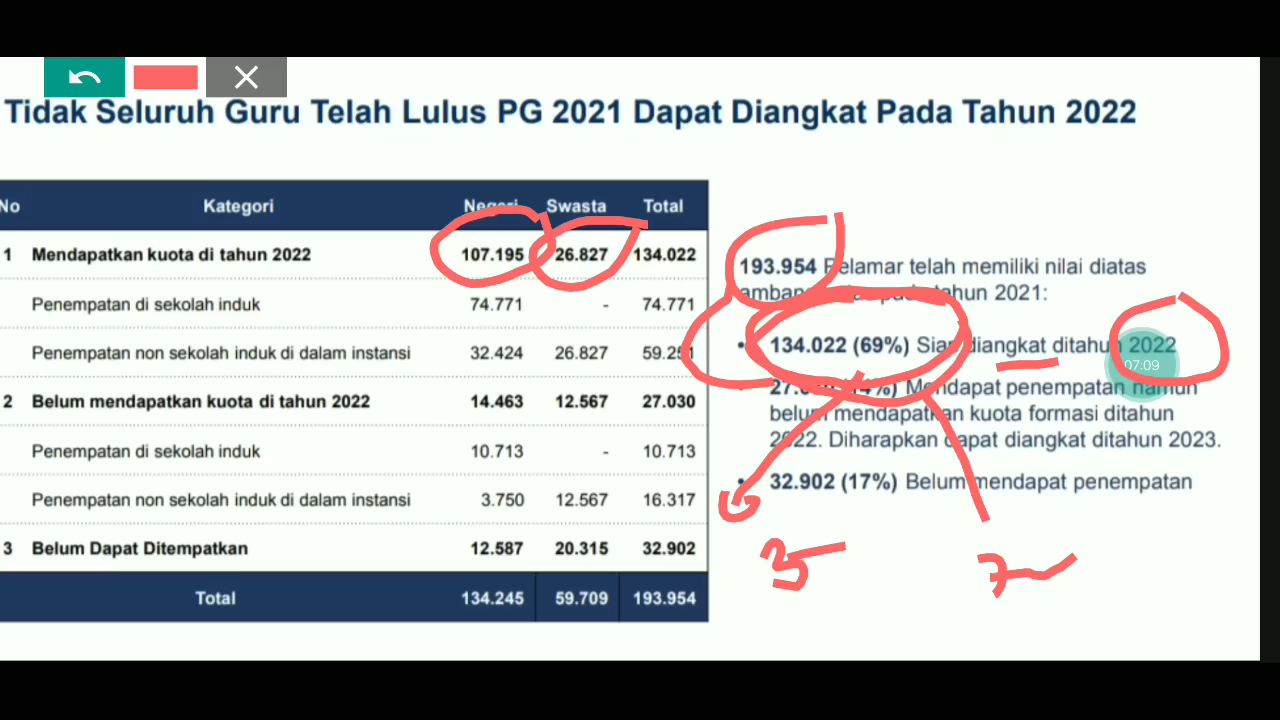 Tidak Seluruh Guru Telah Lulus PG 2021 Dapat Diangkat Pada Tahun 2022
No Kategori Negeri Swasta Total
1 Mendapatkan kuota di tahun 2022 107.195 26.827 134.022
Penempatan di sekolah induk 74.771 - 74.771
Penempatan non sekolah induk di dalam instansi 32.424 26.827 59.251
2 Belum mendapatkan kuota di tahun 2022 14.463 12.567 27.030
Penempatan di sekolah induk 10.713 - 10.713
Penempatan non sekolah induk di dalam instansi 3.750 12.567 16.317
3 Belum Dapat Ditempatkan 12.587 20.315 32.902
Total 134.245 59.709 193.954
193.954 Pelamar telah memiliki nilai diatas
pada tahun 2021:
• 134.022 (69%) Siap diangkat ditahun 2022
07:09
Mendapat penempatan namun
belum mendapatkan kuota formasi ditahun
2022. Diharapkan dapat diangkat ditahun 2023.
• 32.902 (17%) Belum mendapat penempatan